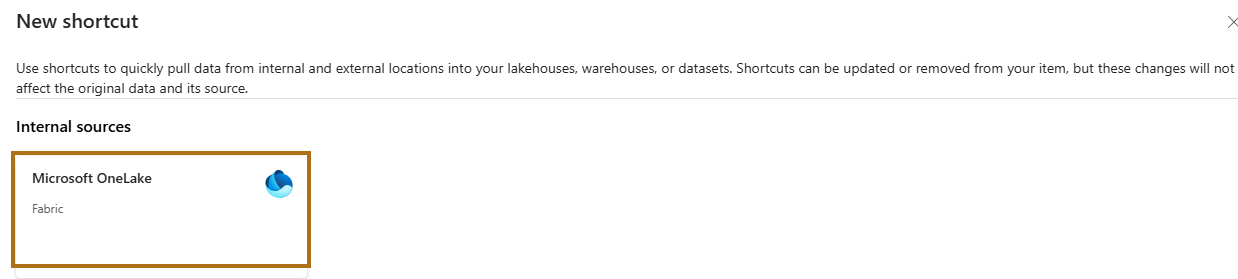 New shortcut
Use shortcuts to quickly pull data from internal and external locations into your lakehouses, warehouses, or datasets. Shortcuts can be updated or removed from your item, but these changes will not
affect the original data and its source.
Internal sources
Microsoft OneLake
Fabric